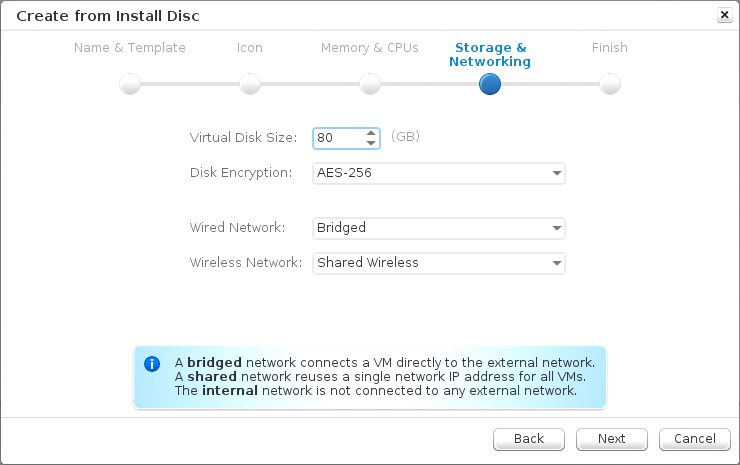 Create from Install Disc
Name & Template
Icon
Memory & CPUs
Storage &
Networking
Finish
Virtual Disk Size: 80 (GB)
Disk Encryption: AES-256
Wired Network: Bridged
Wireless Network: Shared Wireless
A bridged network connects a VM directly to the external network.
A shared network reuses a single network IP address for all VMs.
The internal network is not connected to any external network.
Back
Next
Cancel